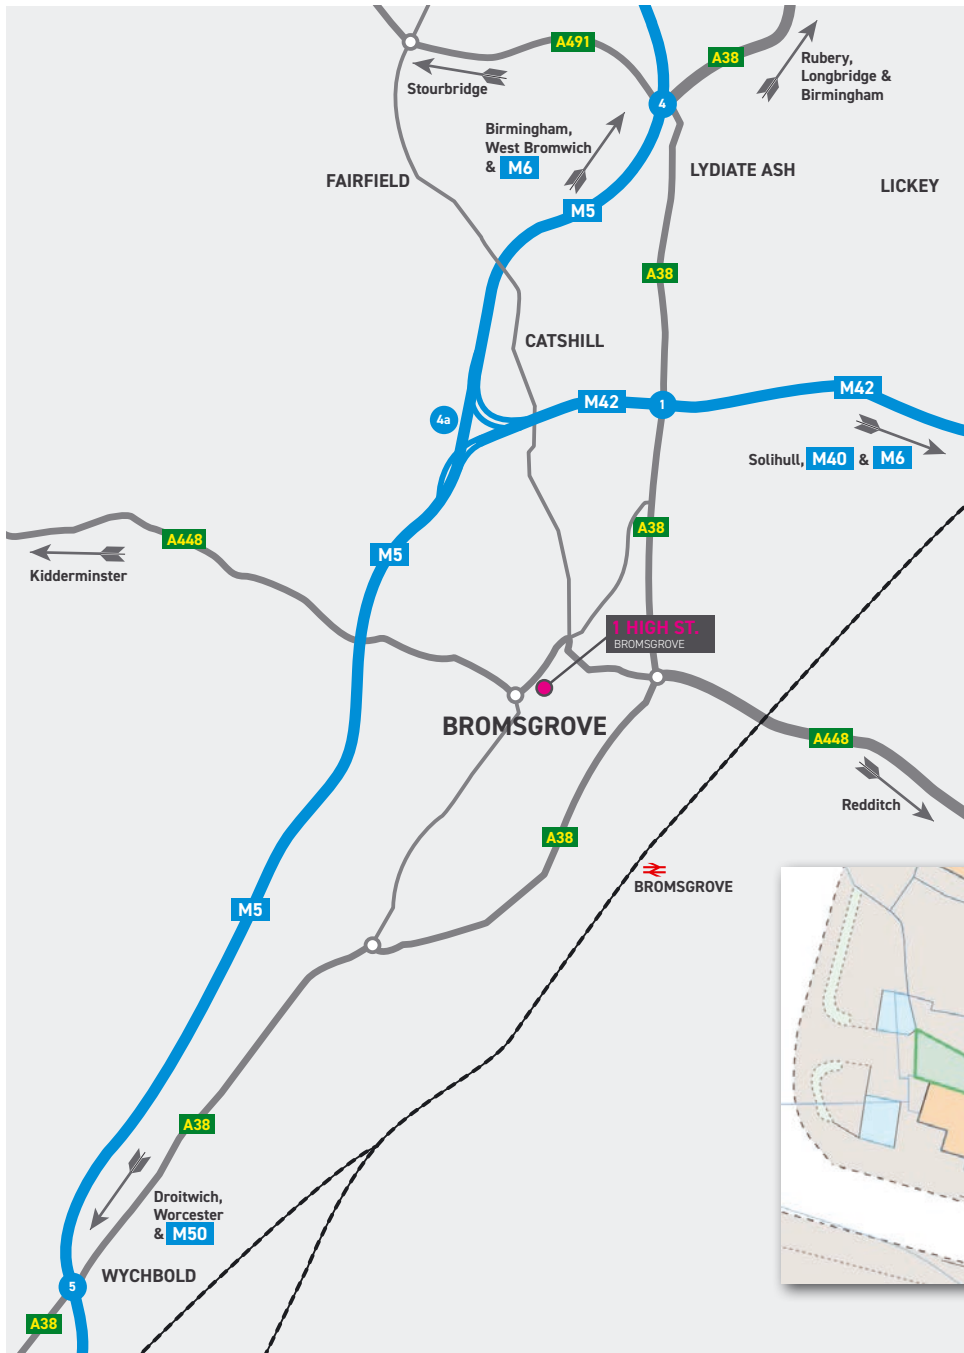 A491
A38
Rubery,
Longbridge &
Birmingham
Stourbridge
4
Birmingham,
West Bromwich
& M6
LYDIATE ASH
FAIRFIELD
LICKEY
M5
A38
CATSHILL
M42
M42
1
4a
Solihull, M40 & M6
A448
A38
M5
Kidderminster
1 HIGH ST.
BROMSGROVE
BROMSGROVE
A448
Redditch
A38
BROMSGROVE
M5
A38
Droitwich,
Worcester
& M50
WYCHBOLD
5
A38